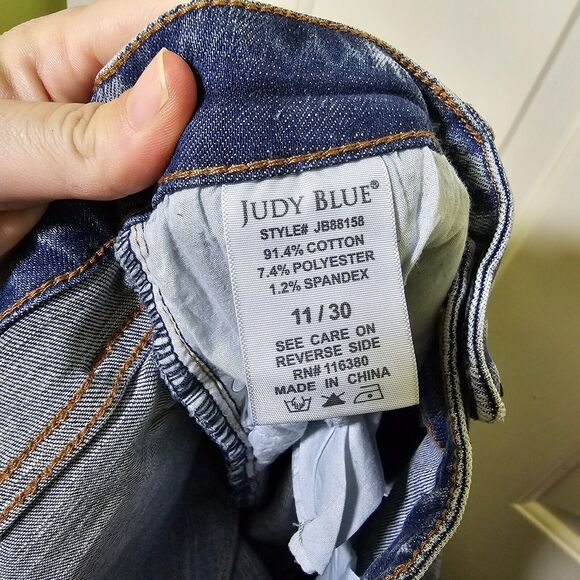 JUDY BLUE®
STYLE# JB88158
91.4% COTTON
7.4% POLYESTER
1.2% SPANDEX
11 / 30
SEE CARE ON
REVERSE SIDE
RN# 116380
MADE IN CHINA